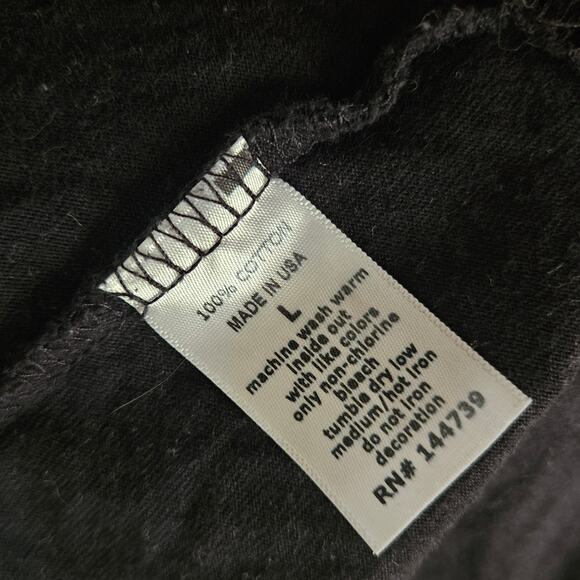 100% COTTON
MADE IN USA
L
machine wash warm
inside out
with like colors
only non-chlorine
bleach
tumble dry low
medium/hot iron
do not iron
decoration
RN# 144739